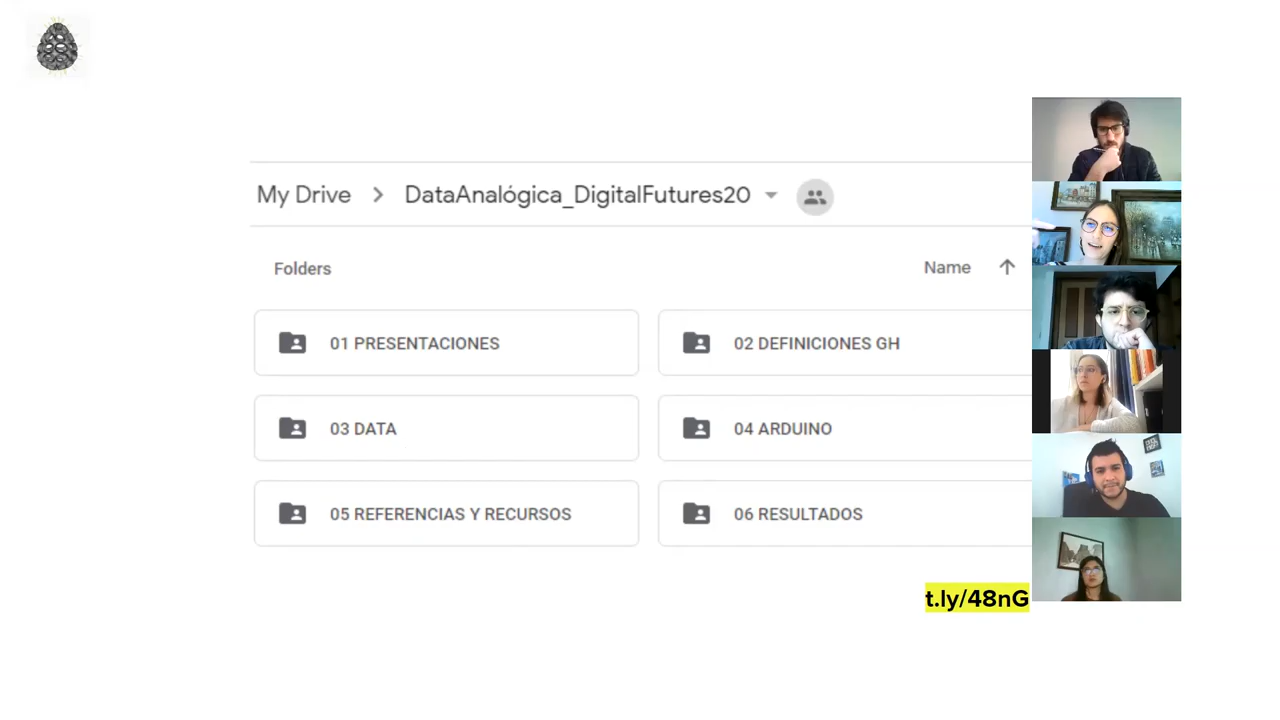 My Drive > DataAnalógica_DigitalFutures20
Folders
Name
01 PRESENTACIONES
02 DEFINICIONES GH
03 DATA
04 ARDUINO
05 REFERENCIAS Y RECURSOS
06 RESULTADOS
t.ly/48nG